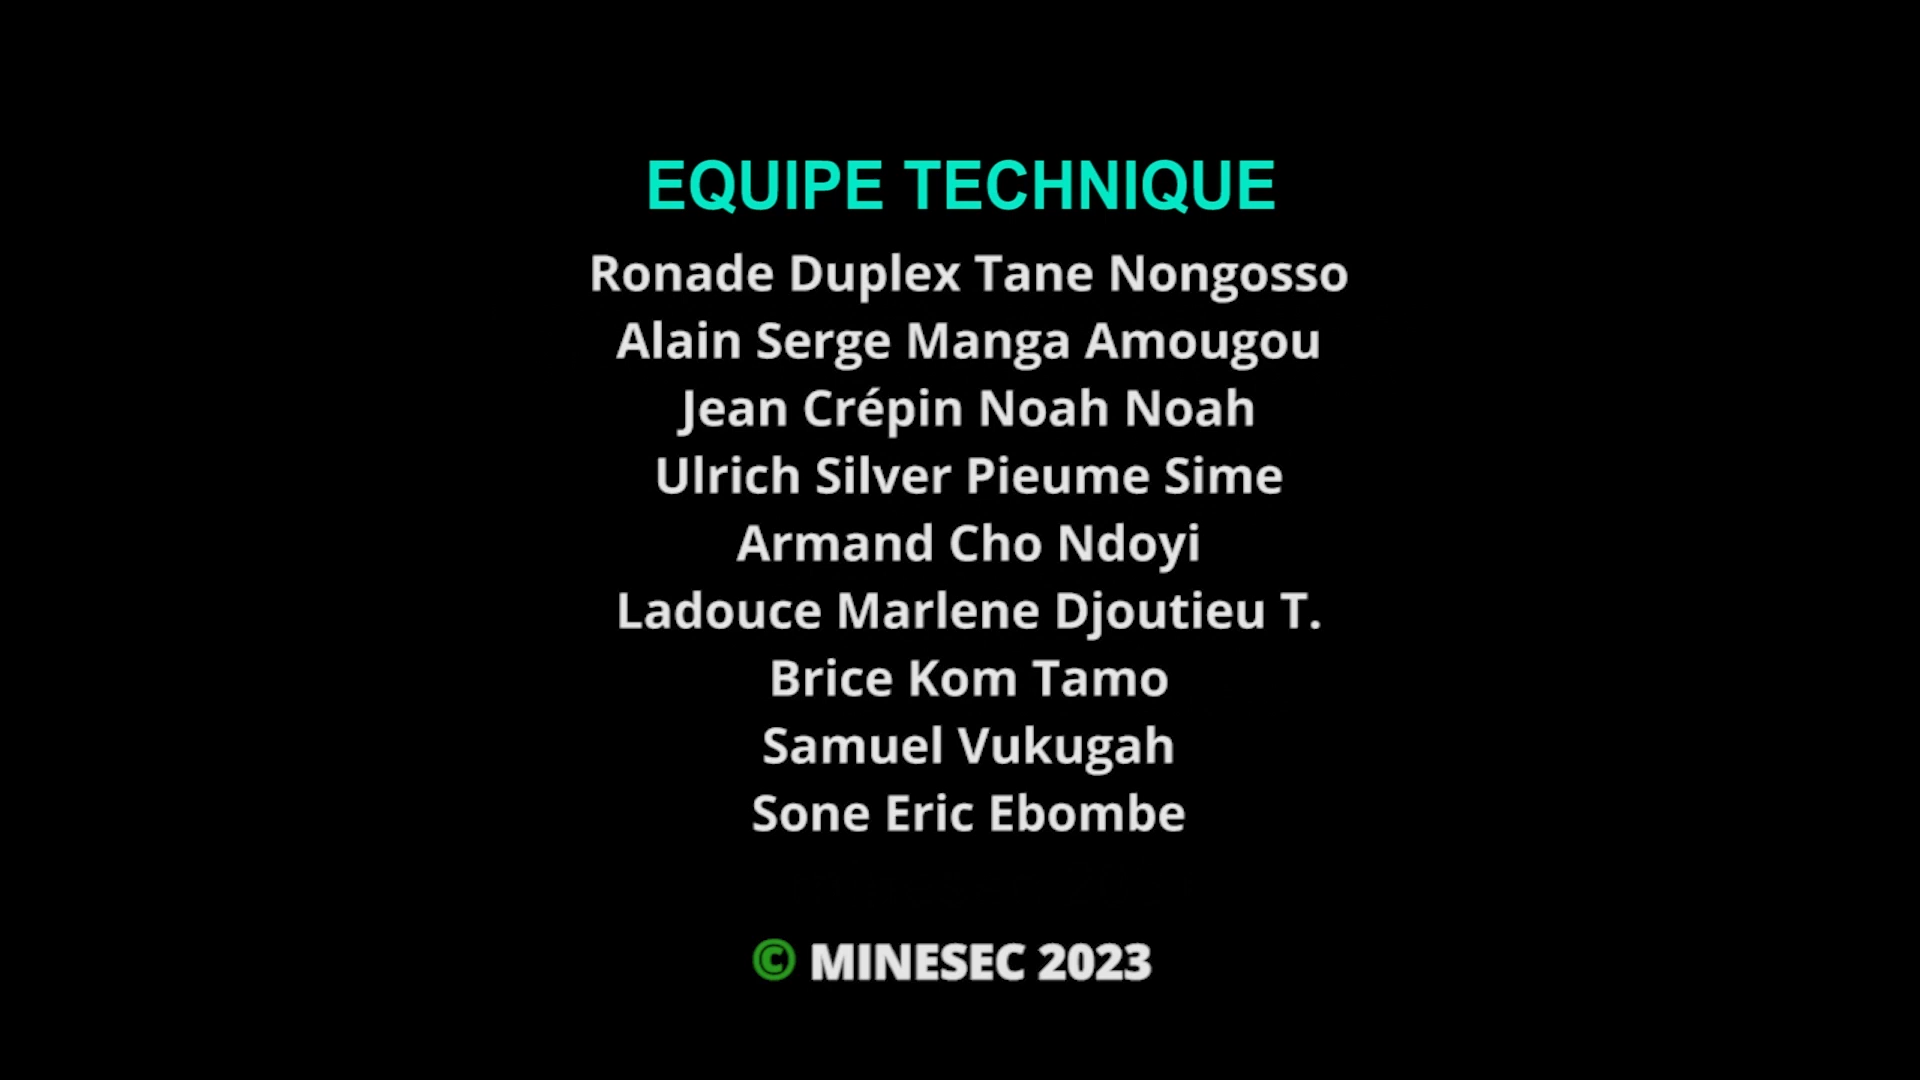 EQUIPE TECHNIQUE
Ronade Duplex Tane Nongosso
Alain Serge Manga Amougou
Jean Crépin Noah Noah
Ulrich Silver Pieume Sime
Armand Cho Ndoyi
Ladouce Marlene Djoutieu T.
Brice Kom Tamo
Samuel Vukugah
Sone Eric Ebombe
© MINESEC 2023